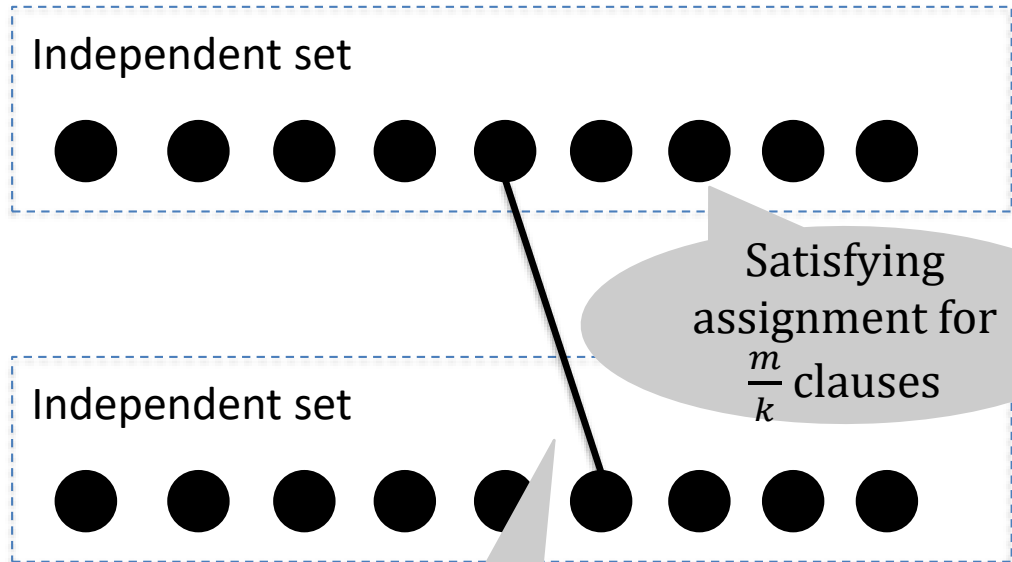 Independent set
Satisfying
assignment for
m/k clauses
Independent set